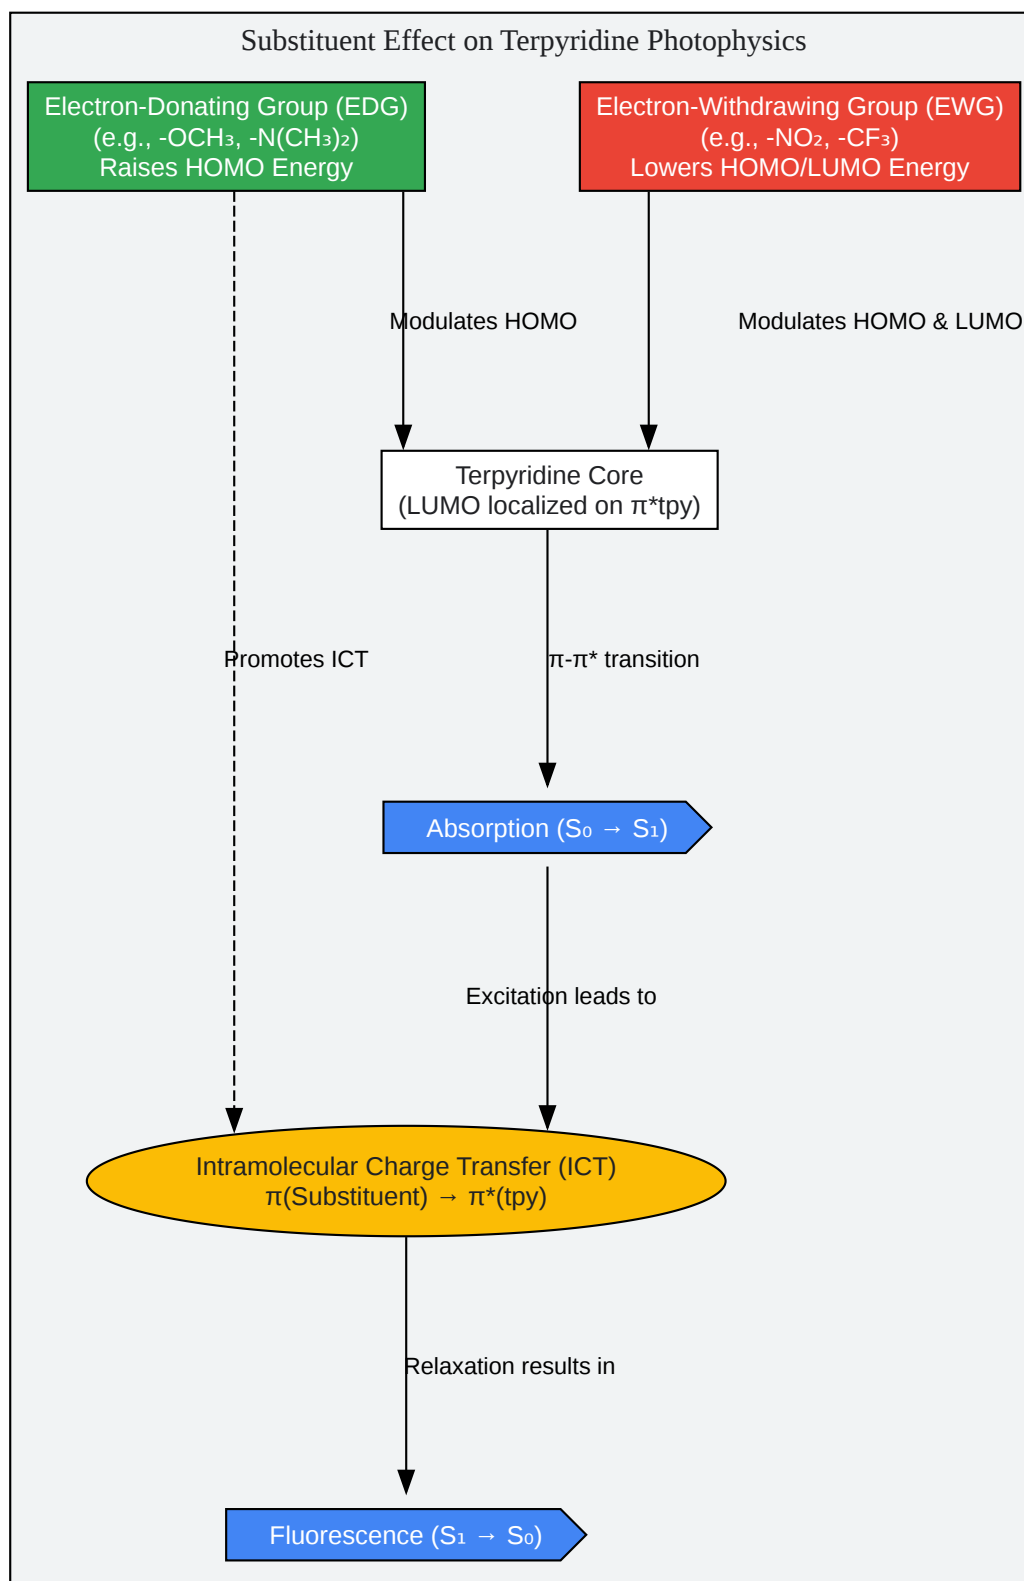 Substituent Effect on Terpyridine Photophysics
Electron-Donating Group (EDG)
(e.g., -OCH₃, -N(CH₃)₂)
Raises HOMO Energy
Electron-Withdrawing Group (EWG)
(e.g., -NO₂, -CF₃)
Lowers HOMO/LUMO Energy
Modulates HOMO
Modulates HOMO & LUMO
Terpyridine Core
(LUMO localized on π*tpy)
Promotes ICT
π-π* transition
Absorption (S₀ → S₁)
Excitation leads to
Intramolecular Charge Transfer (ICT)
π(Substituent) → π*(tpy)
Relaxation results in
Fluorescence (S₁ → S₀)